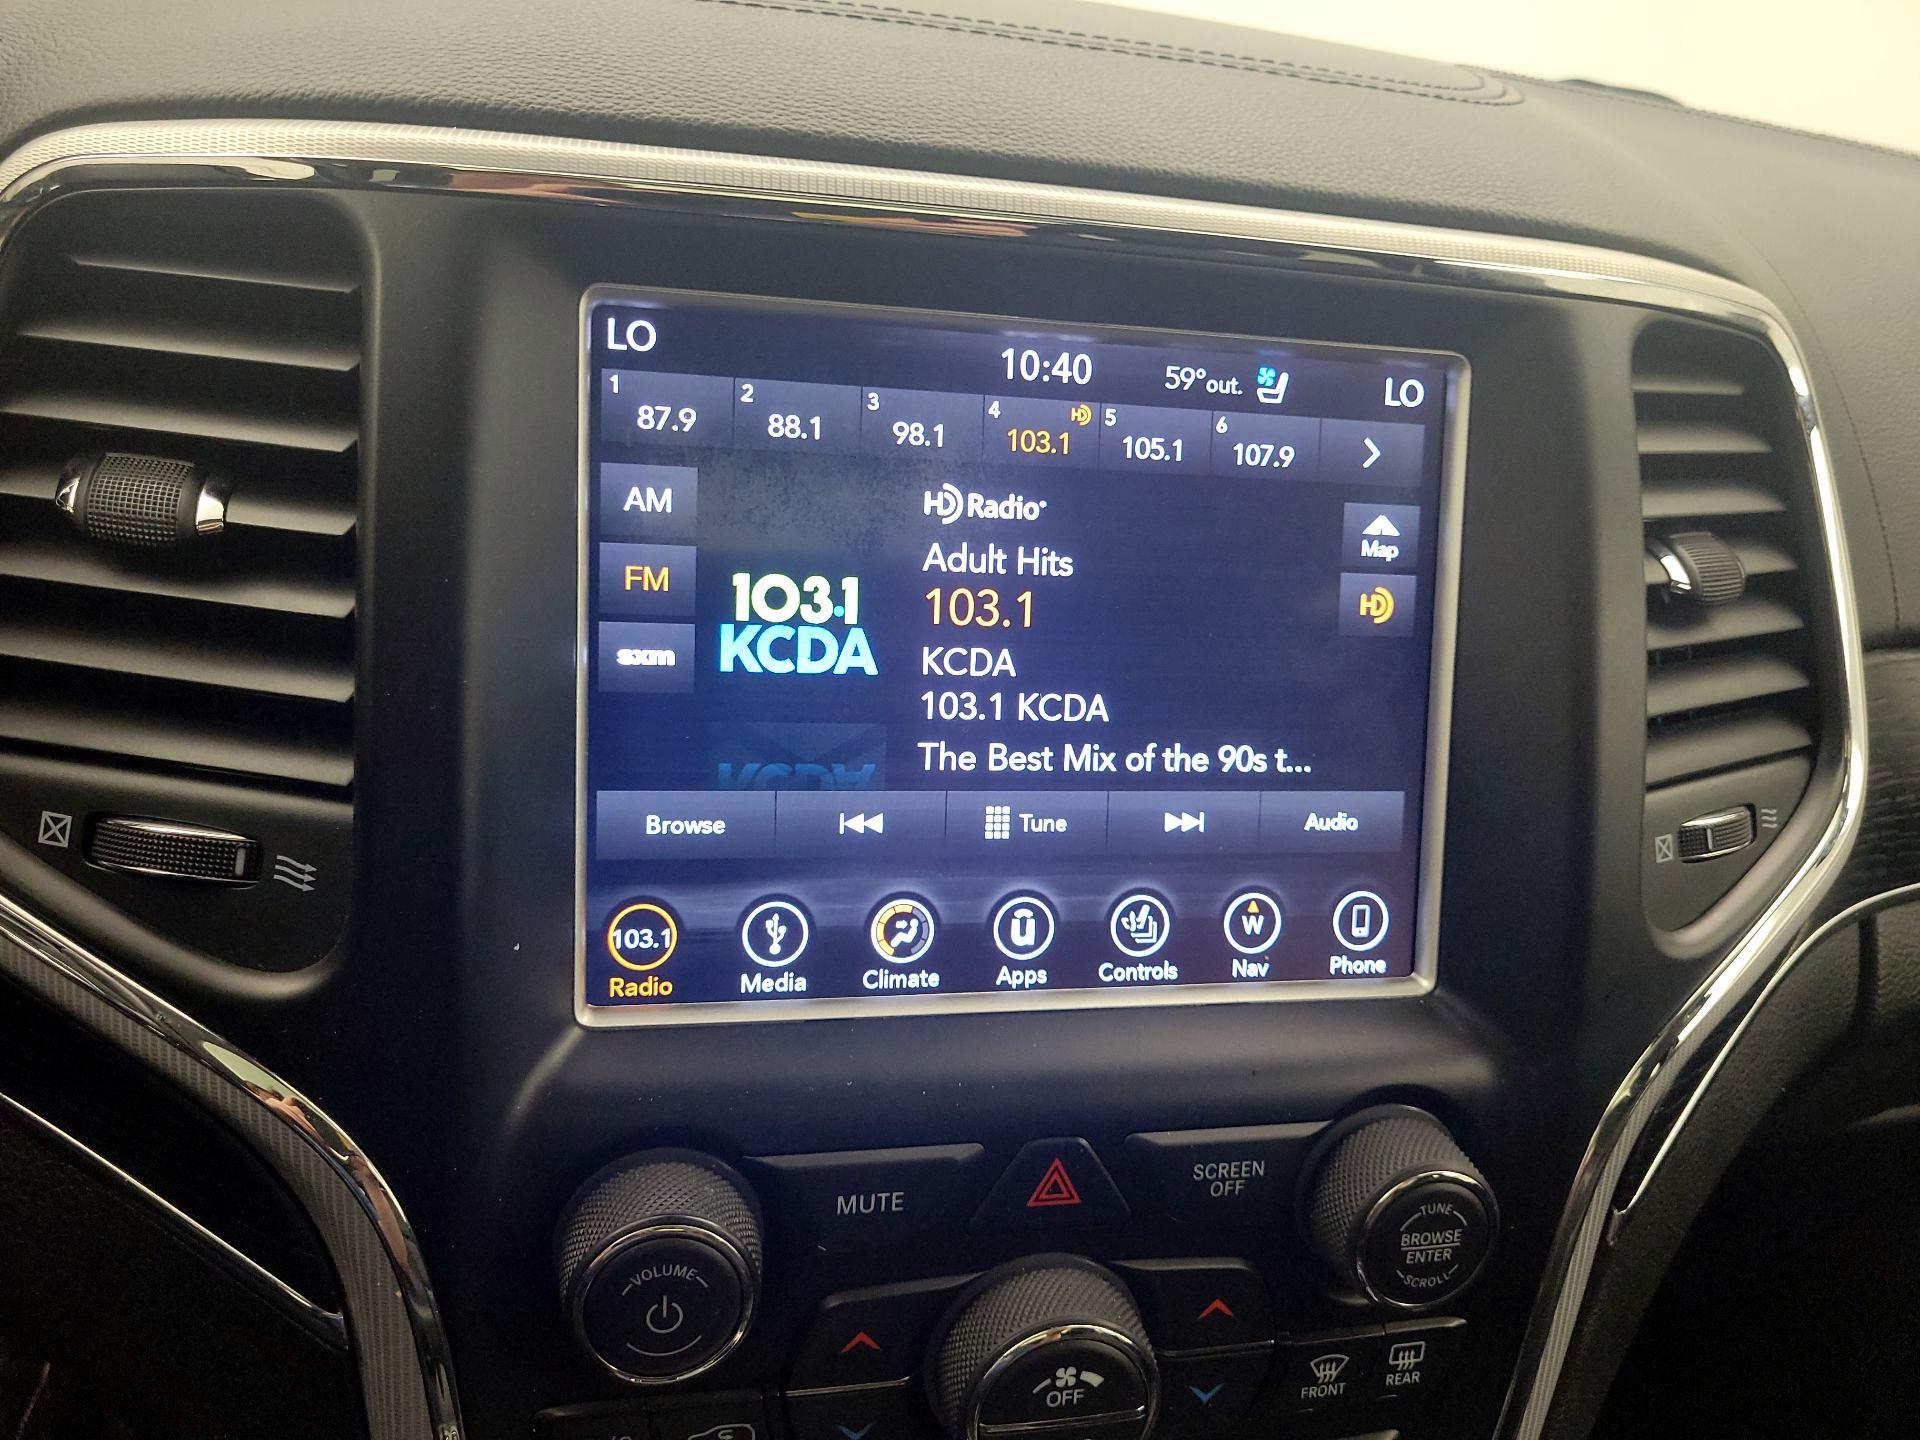 LO
10:40
59°out.
LO
1 87.9
2 88.1
3 98.1
4 103.1 HD
5 105.1
6 107.9
AM
FM
sxm
103.1
KCDA
HD Radio
Adult Hits
103.1
KCDA
103.1 KCDA
The Best Mix of the 90s t...
Map
HD
Browse
Tune
Audio
103.1
Radio
Media
Climate
Apps
Controls
W
Nav
Phone
MUTE
SCREEN
OFF
VOLUME
TUNE
BROWSE
ENTER
SCROLL
OFF
FRONT
REAR